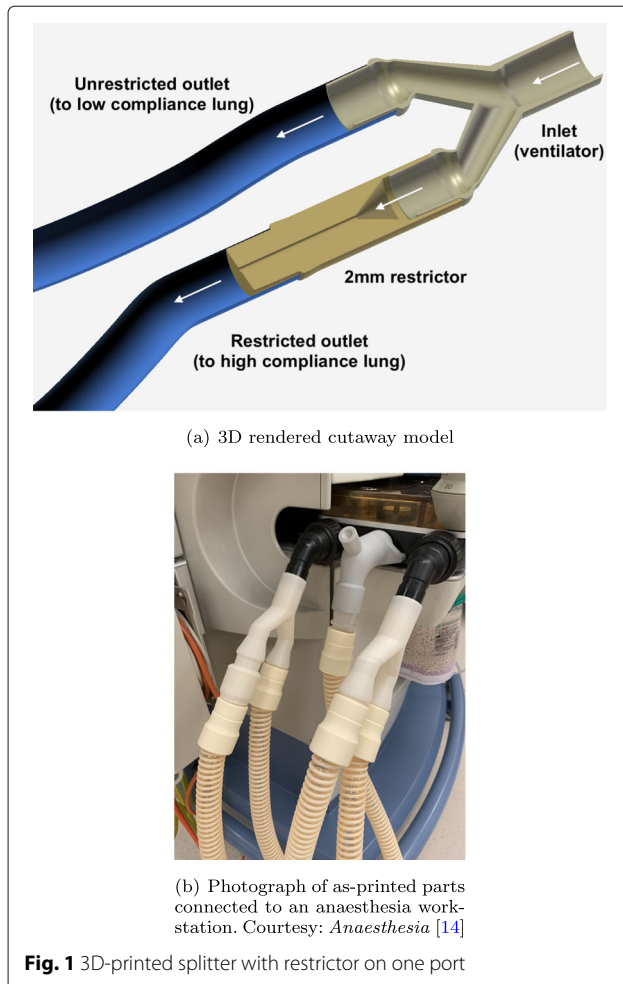 Unrestricted outlet
(to low compliance lung)
Inlet
(ventilator)
2mm restrictor
Restricted outlet
(to high compliance lung)
(a) 3D rendered cutaway model
(b) Photograph of as-printed parts
connected to an anaesthesia work-
station. Courtesy: Anaesthesia [14]
Fig. 1 3D-printed splitter with restrictor on one port